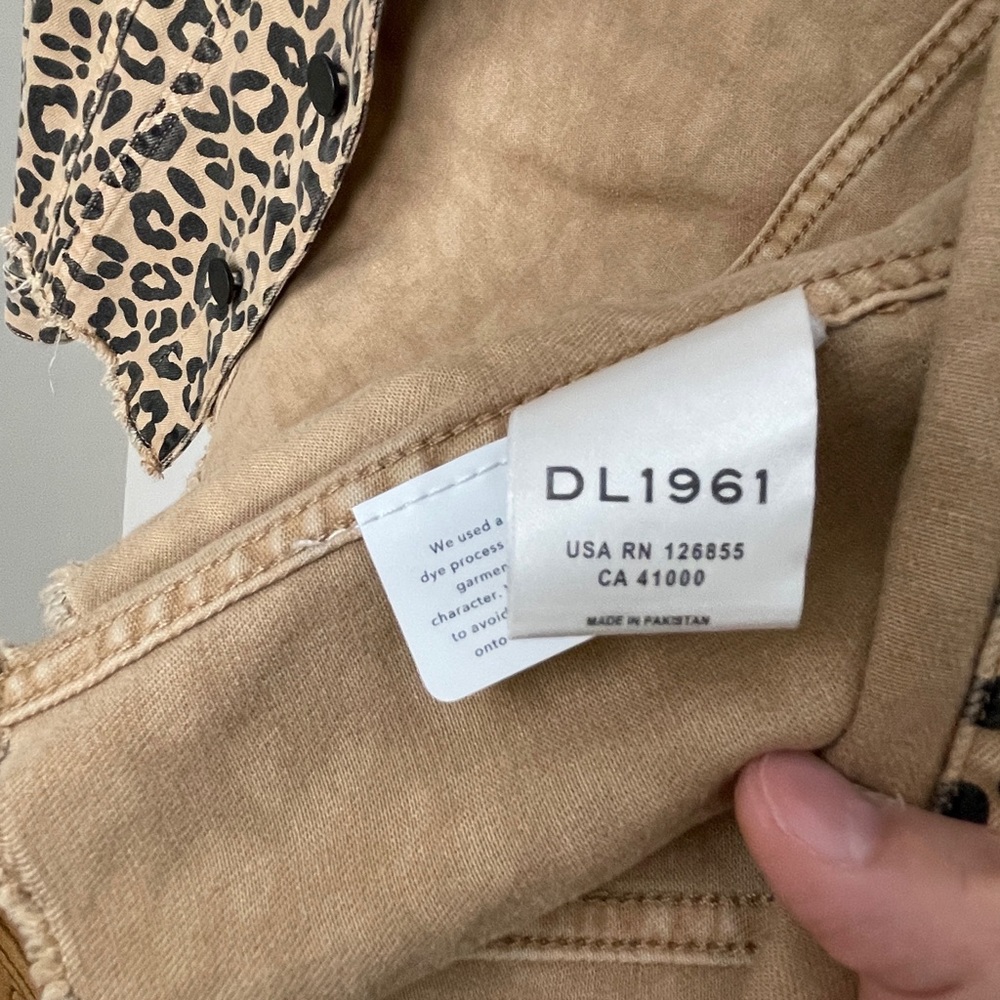 We used a
dye process
garmen
character.
to avoid
onto
DL1961
USA RN 126855
CA 41000
MADE IN PAKISTAN